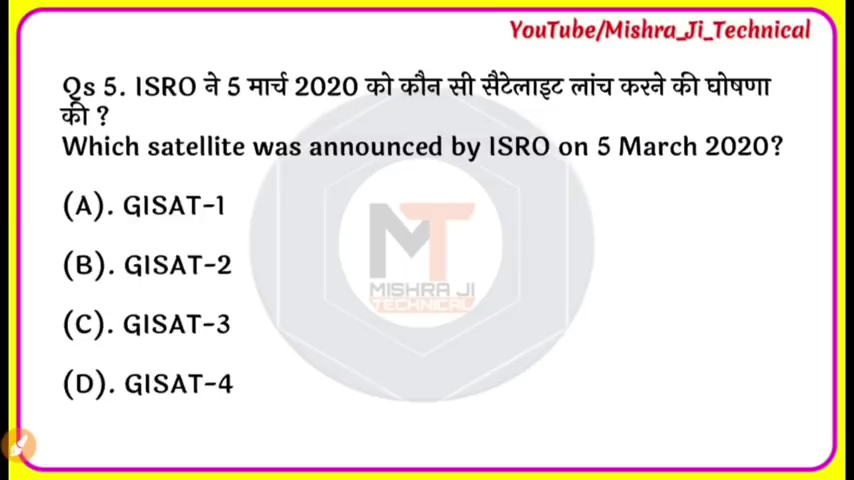 YouTube/Mishra_Ji_Technical
Qs 5. ISRO ने 5 मार्च 2020 को कौन सी सैटेलाइट लांच करने की घोषणा
की ?
Which satellite was announced by ISRO on 5 March 2020?
(A). GISAT-1
(B). GISAT-2
(C). GISAT-3
(D). GISAT-4
MT
MISHRA JI
TECHNICAL